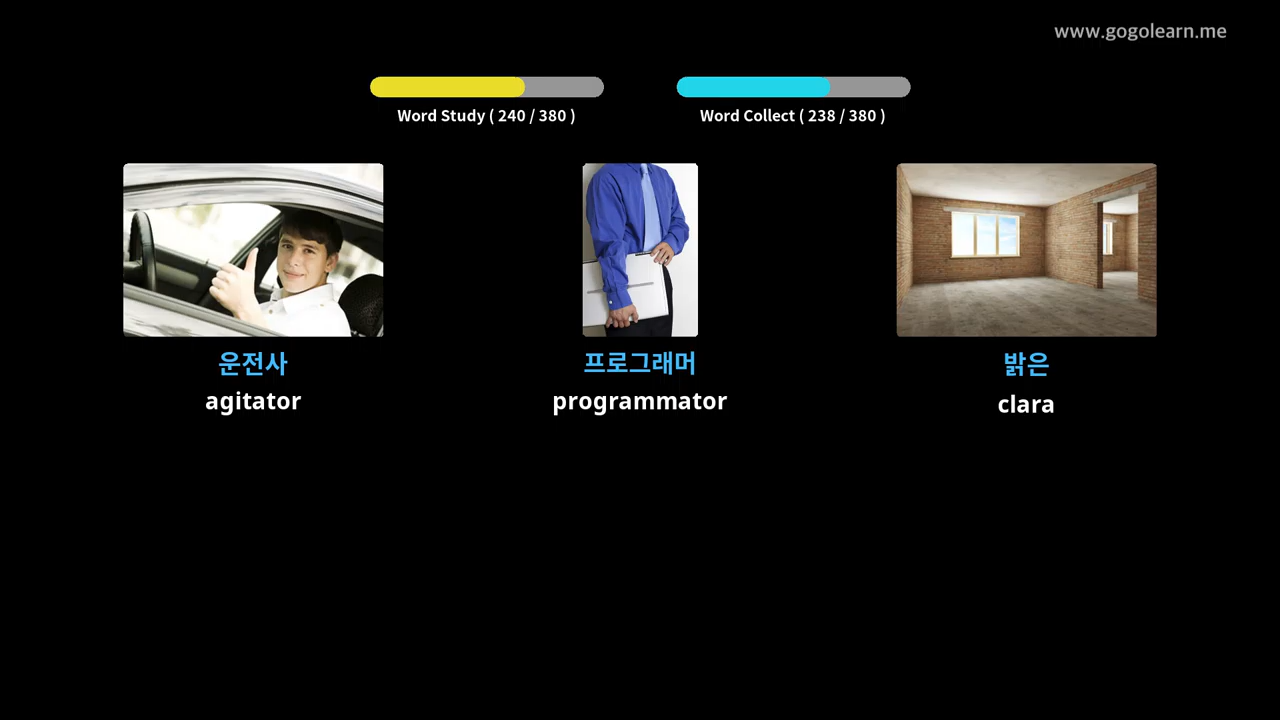 www.gogolearn.me
Word Study ( 240 / 380 )
Word Collect ( 238 / 380 )
운전사
agitator
프로그래머
programmator
밝은
clara